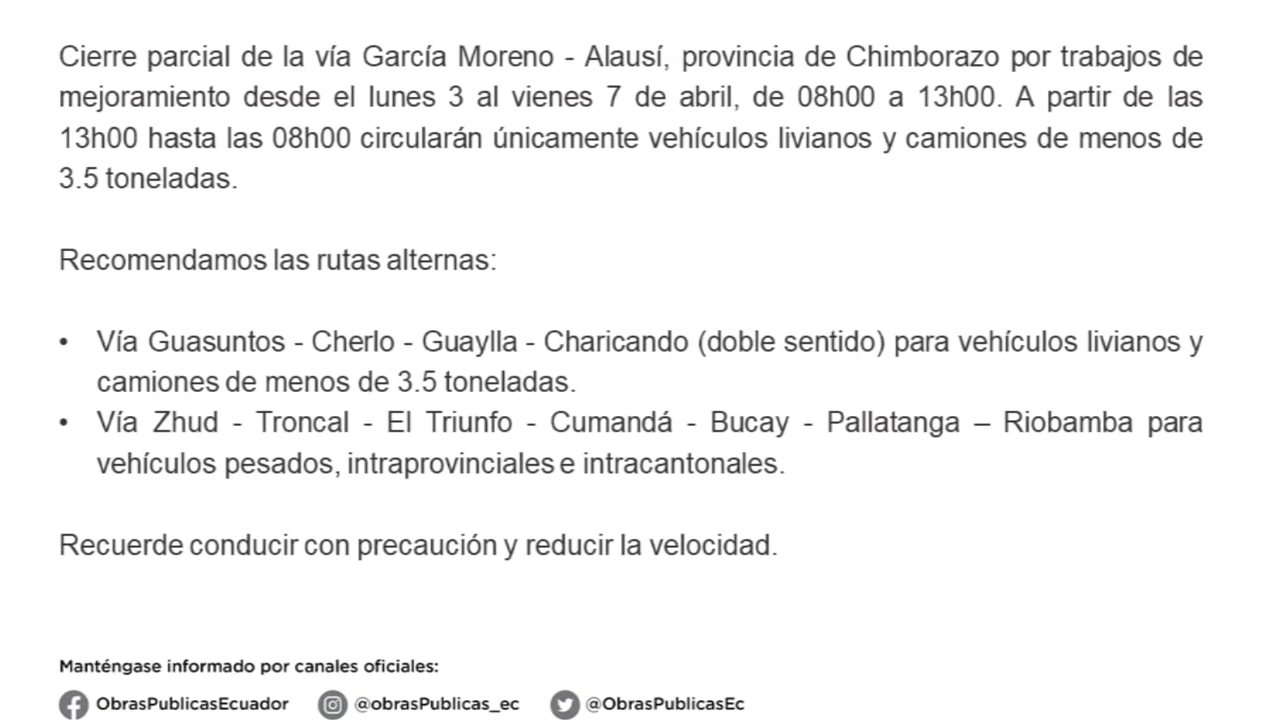 Cierre parcial de la vía García Moreno - Alausí, provincia de Chimborazo por trabajos de
mejoramiento desde el lunes 3 al vienes 7 de abril, de 08h00 a 13h00. A partir de las
13h00 hasta las 08h00 circularán únicamente vehículos livianos y camiones de menos de
3.5 toneladas.
Recomendamos las rutas alternas:
• Vía Guasuntos - Cherlo - Guaylla - Charicando (doble sentido) para vehículos livianos y
camiones de menos de 3.5 toneladas.
• Vía Zhud - Troncal - El Triunfo - Cumandá - Bucay - Pallatanga – Riobamba para
vehículos pesados, intraprovinciales e intracantonales.
Recuerde conducir con precaución y reducir la velocidad.
Manténgase informado por canales oficiales:
ObrasPublicasEcuador @obrasPublicas_ec @ObrasPublicasEc